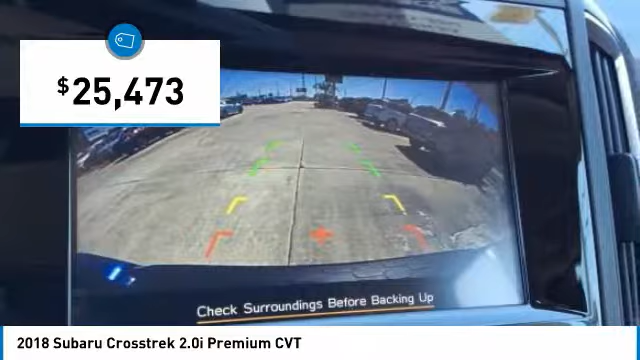 $25,473
Check Surroundings Before Backing Up
2018 Subaru Crosstrek 2.0i Premium CVT